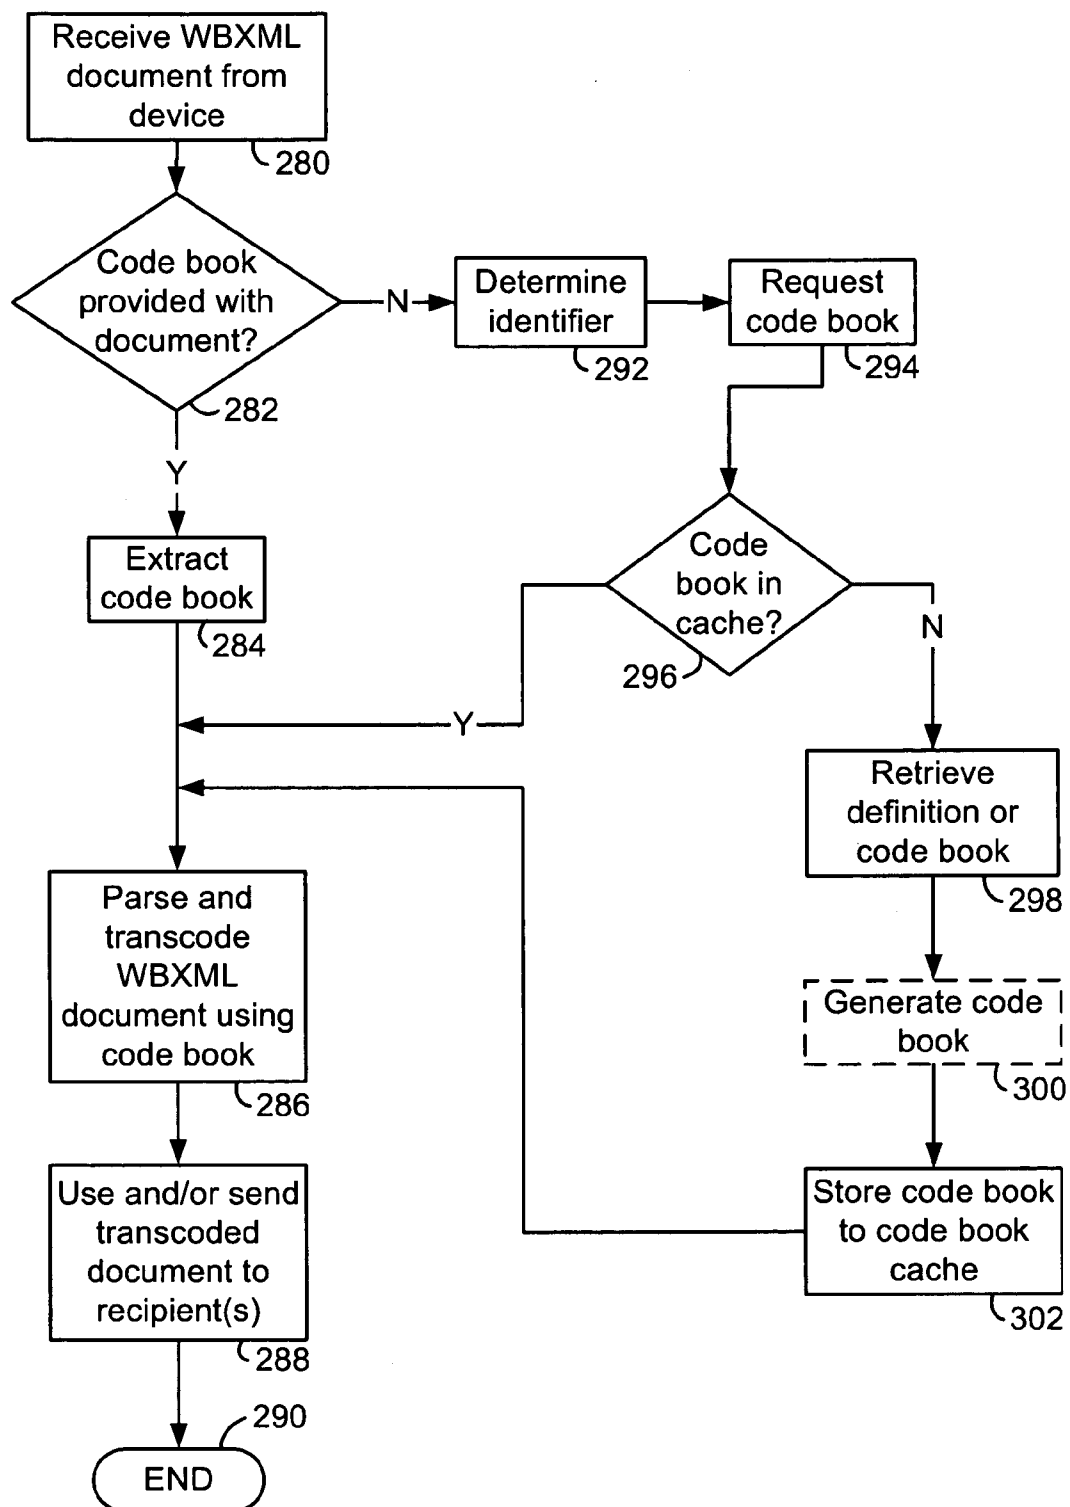 Receive WBXML
document from
device
280
Code book
provided with
document?
282
N
Determine
identifier
292
Request
code book
294
Y
Extract
code book
284
Code
book in
cache?
296
N
Y
Retrieve
definition or
code book
298
Parse and
transcode
WBXML
document using
code book
286
Generate code
book
300
Use and/or send
transcoded
document to
recipient(s)
288
Store code book
to code book
cache
302
290
END